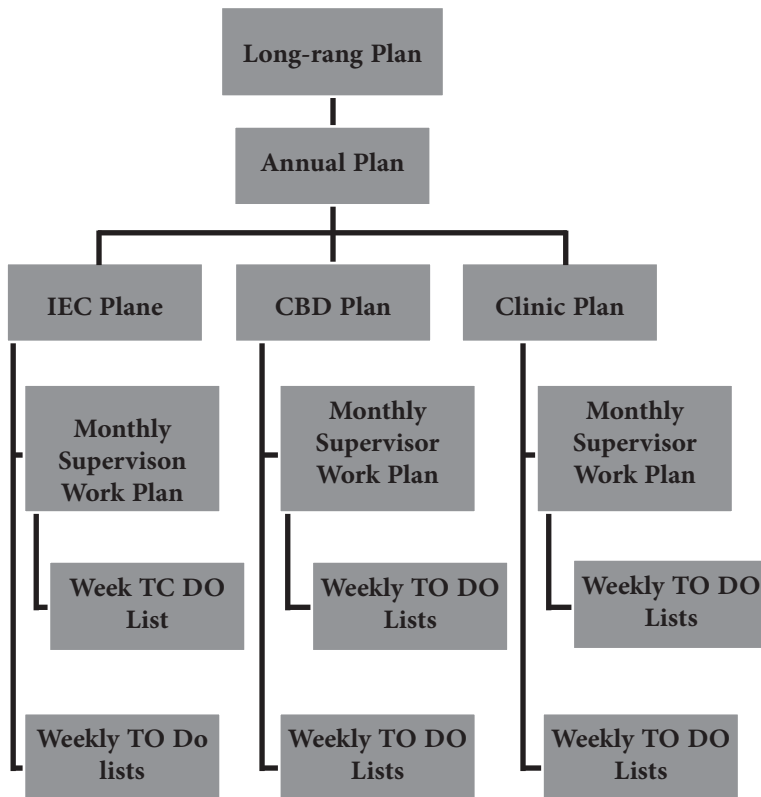 Long-rang Plan
Annual Plan
IEC Plane
CBD Plan
Clinic Plan
Monthly
Supervison
Work Plan
Monthly
Supervisor
Work Plan
Monthly
Supervisor
Work Plan
Week TC DO
List
Weekly TO DO
Lists
Weekly TO DO
Lists
Weekly TO Do
lists
Weekly TO DO
Lists
Weekly TO DO
Lists